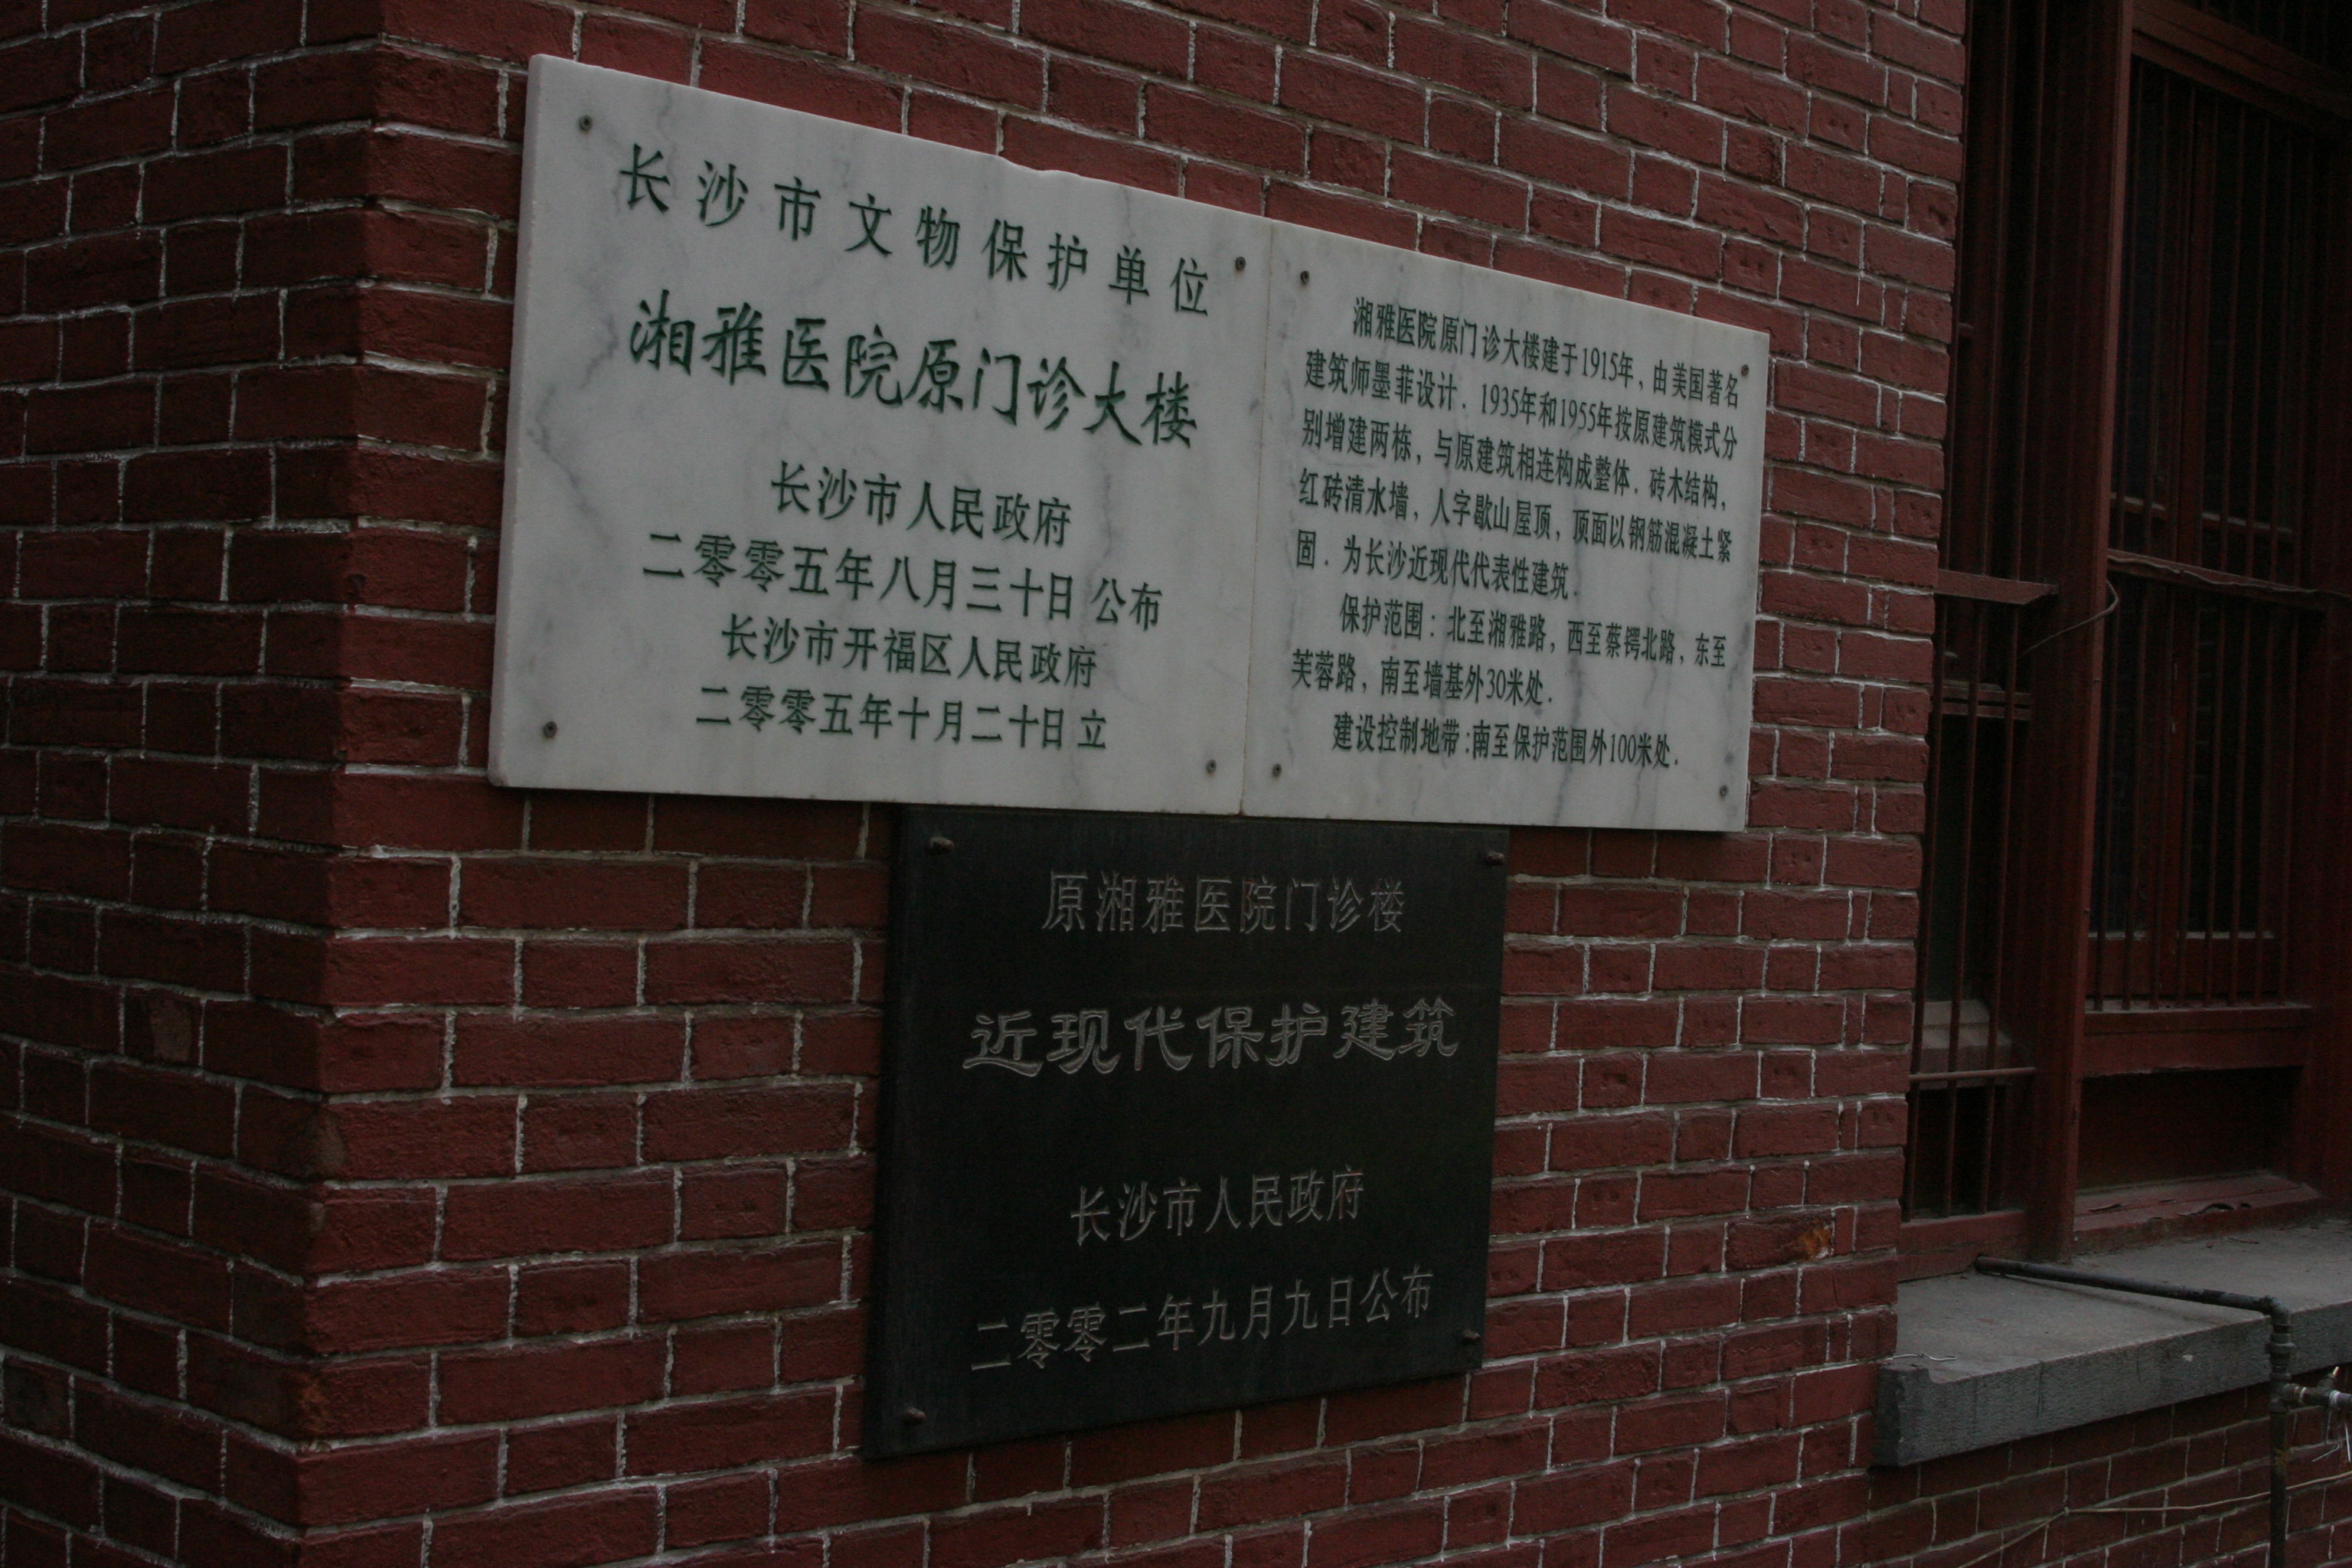 长沙市文物保护单位
湘雅医院原门诊大楼
长沙市人民政府
二零零五年八月三十日 公布
长沙市开福区人民政府
二零零五年十月二十日 立
湘雅医院原门诊大楼建于1915年，由美国著名
建筑师墨菲设计．1935年和1955年按原建筑模式分
别增建两栋，与原建筑相连构成整体．砖木结构，
红砖清水墙，人字歇山屋顶，顶面以钢筋混凝土紧
固．为长沙近现代代表性建筑．
保护范围：北至湘雅路，西至蔡锷北路，东至
芙蓉路，南至墙基外30米处．
建设控制地带：南至保护范围外100米处．
原湘雅医院门诊楼
近现代保护建筑
长沙市人民政府
二零零二年九月九日公布